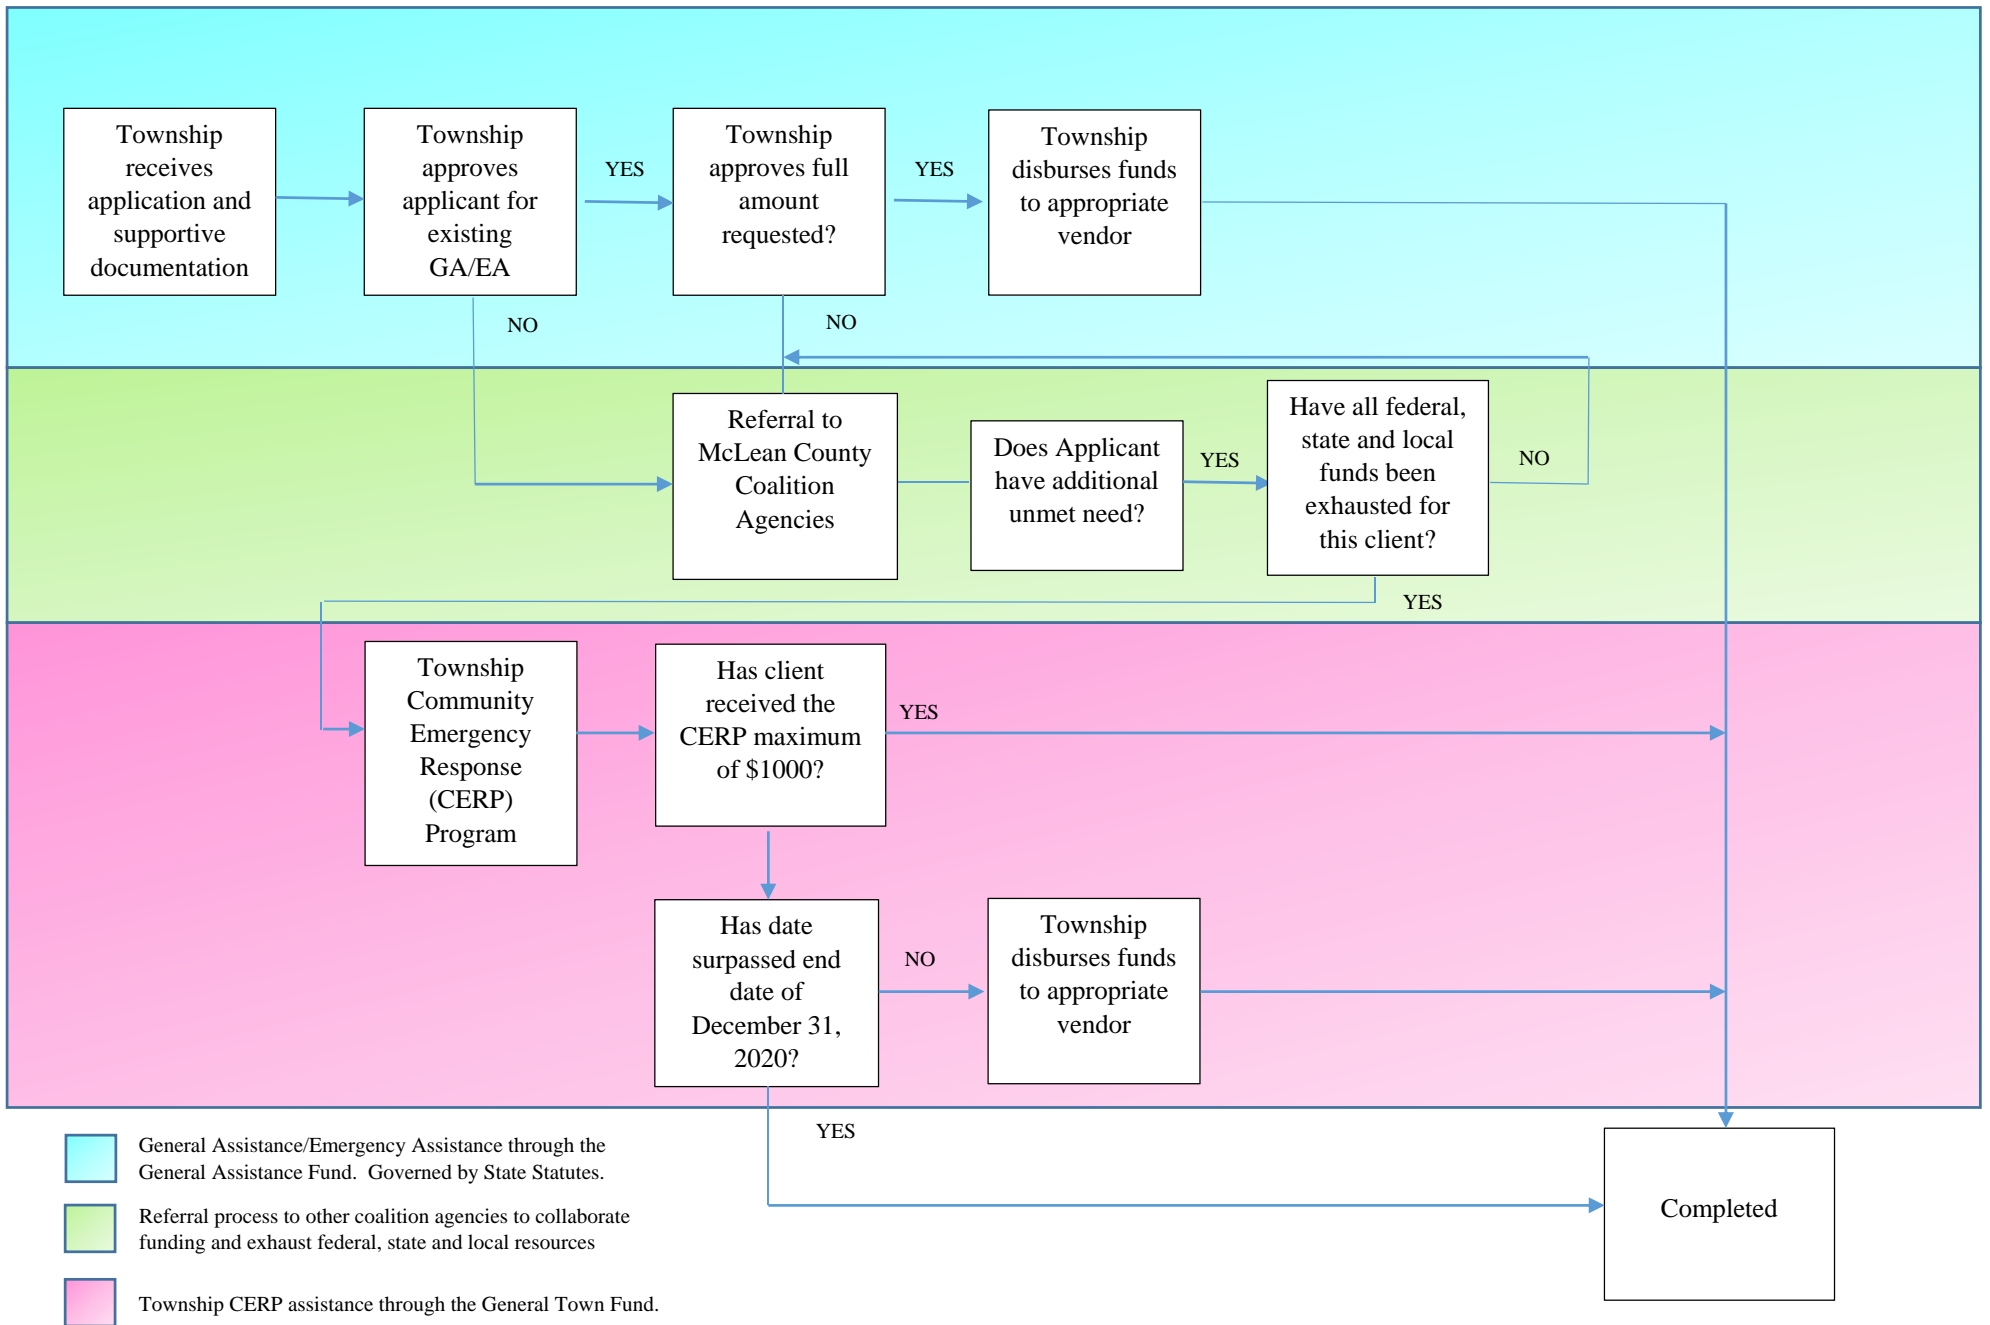 Township
receives
application and
supportive
documentation
Township
approves
applicant for
existing
GA/EA
YES
Township
approves full
amount
requested?
YES
Township
disburses funds
to appropriate
vendor
NO
NO
Referral to
McLean County
Coalition
Agencies
Does Applicant
have additional
unmet need?
YES
Have all federal,
state and local
funds been
exhausted for
this client?
NO
YES
Township
Community
Emergency
Response
(CERP)
Program
Has client
received the
CERP maximum
of $1000?
YES
Has date
surpassed end
date of
December 31,
2020?
NO
Township
disburses funds
to appropriate
vendor
YES
Completed
General Assistance/Emergency Assistance through the
General Assistance Fund.  Governed by State Statutes.
Referral process to other coalition agencies to collaborate
funding and exhaust federal, state and local resources
Township CERP assistance through the General Town Fund.